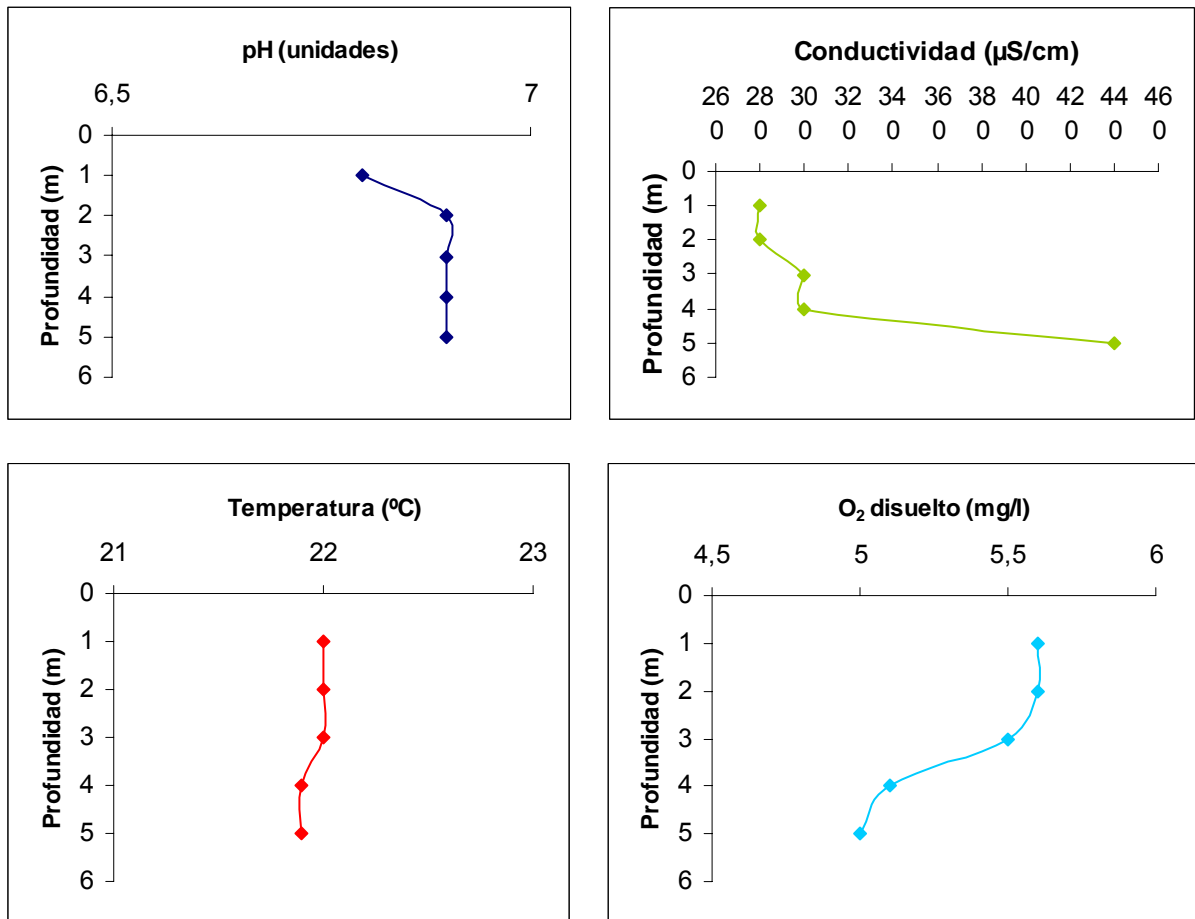 pH (unidades)
6,5 7
0
1
2
3
4
5
6
Profundidad (m)
Conductividad (µS/cm)
26 28 30 32 34 36 38 40 42 44 46
0 0 0 0 0 0 0 0 0 0 0
0
1
2
3
4
5
6
Profundidad (m)
Temperatura (ºC)
21 22 23
0
1
2
3
4
5
6
Profundidad (m)
O₂ disuelto (mg/l)
4,5 5 5,5 6
0
1
2
3
4
5
6
Profundidad (m)